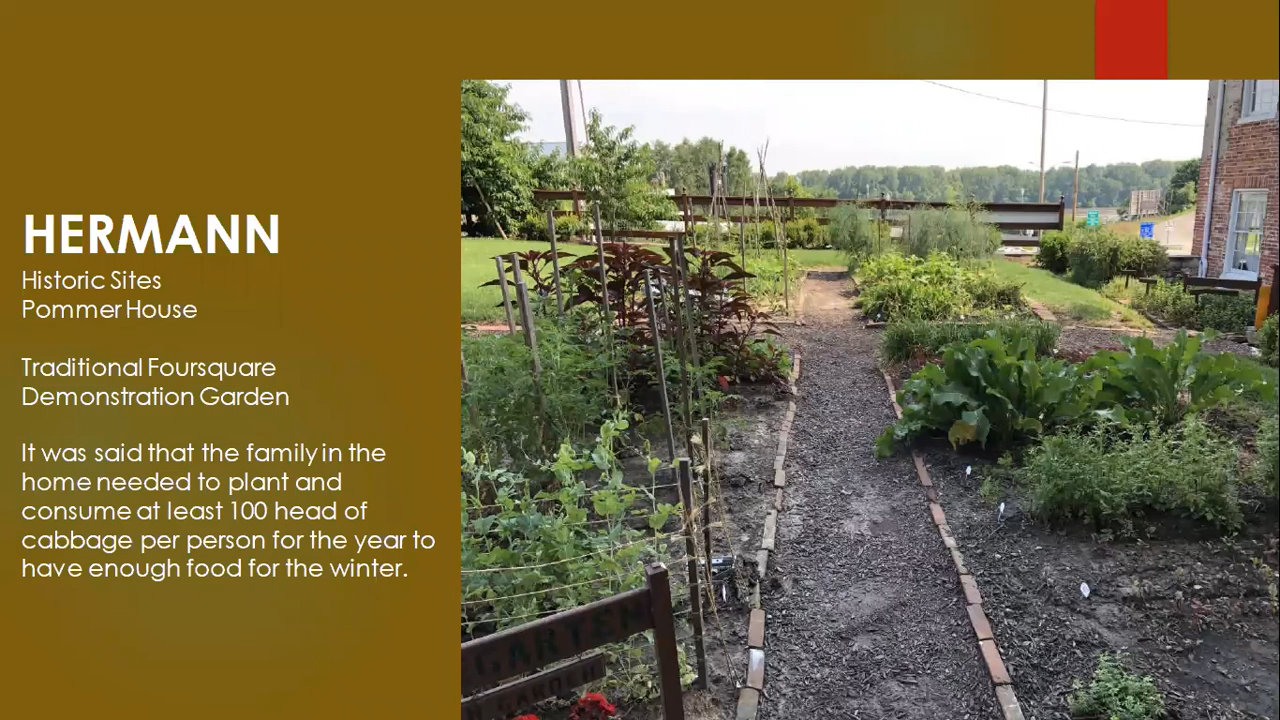 HERMANN
Historic Sites
Pommer House
Traditional Foursquare
Demonstration Garden
It was said that the family in the
home needed to plant and
consume at least 100 head of
cabbage per person for the year to
have enough food for the winter.
GARTEN
GARDEN